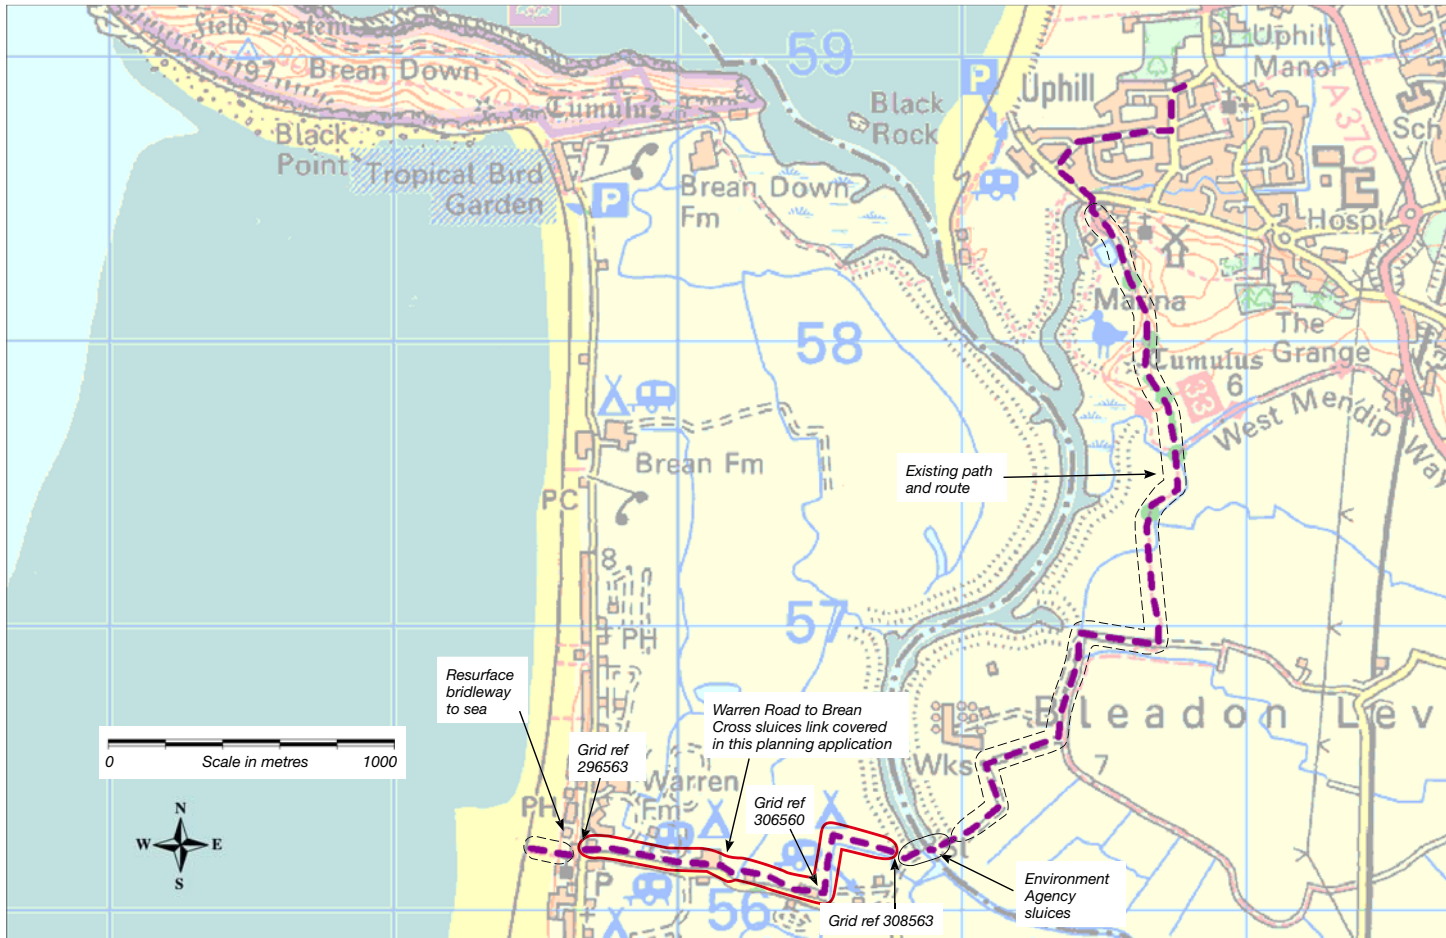 Field System
97
Brean Down
Tumulus
Black
Point
Tropical Bird
Garden
7
P
Brean Down
Fm
59
Black
Rock
P
Uphill
Uphill
Manor
A370
Sch
Hospl
Marina
The
Grange
Tumulus
6
West Mendip Way
58
Brean Fm
PC
8
PH
Existing path
and route
57
Resurface
bridleway
to sea
Warren Road to Brean
Cross sluices link covered
in this planning application
Grid ref
296563
0
Scale in metres
1000
Bleadon Lev
Wks
7
Warren
Fm
PH
Grid ref
306560
N
W
E
S
P
56
Grid ref 308563
Environment
Agency
sluices